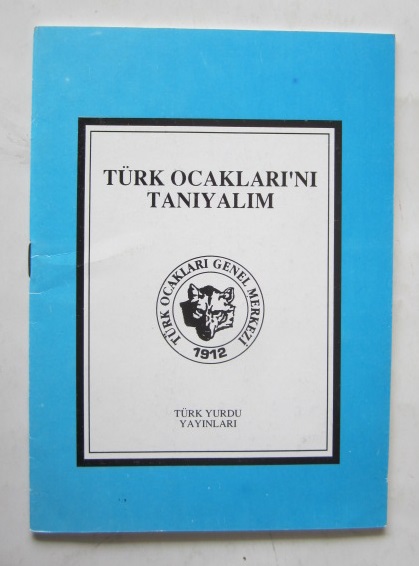 TÜRK OCAKLARI'NI
TANIYALIM
TÜRK OCAKLARI GENEL MERKEZİ
1912
TÜRK YURDU
YAYINLARI